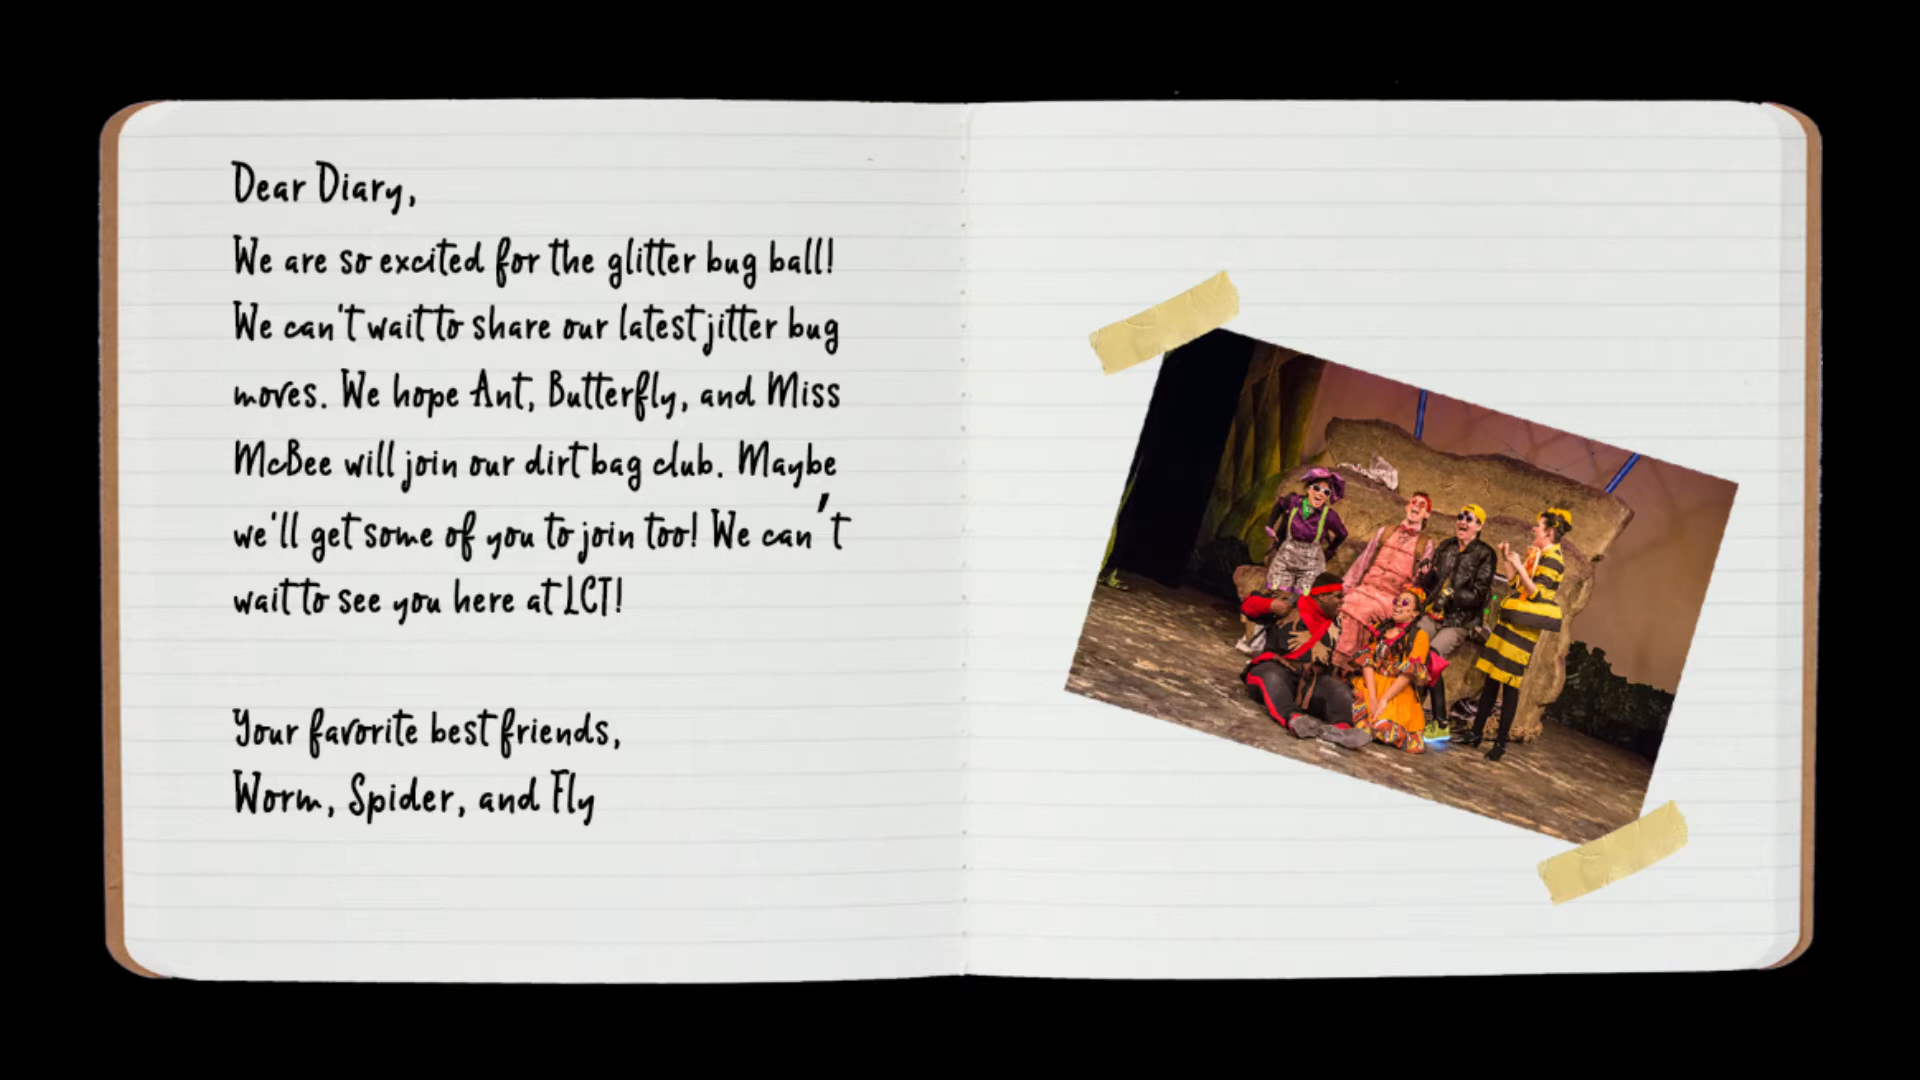 Dear Diary,
We are so excited for the glitter bug ball!
We can't wait to share our latest jitter bug
moves. We hope Ant, Butterfly, and Miss
McBee will join our dirt bag club. Maybe
we'll get some of you to join too! We can't
wait to see you here at LCT!
Your favorite best friends,
Worm, Spider, and Fly